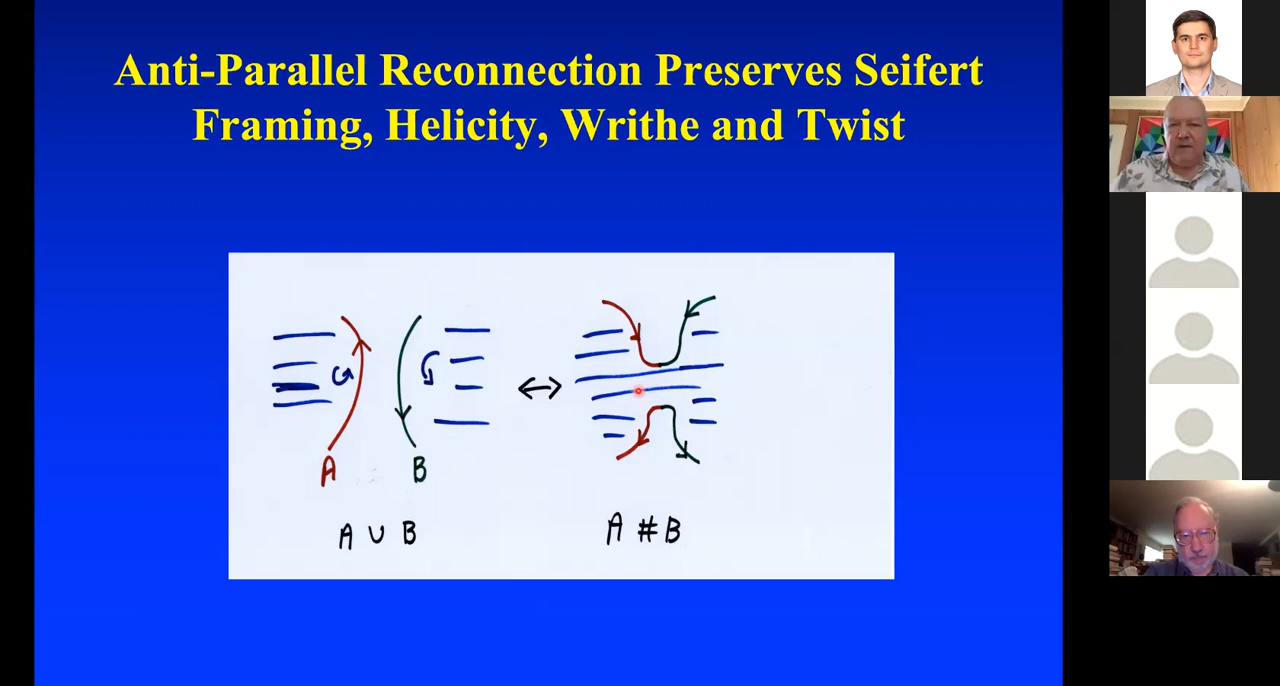 Anti-Parallel Reconnection Preserves Seifert
Framing, Helicity, Writhe and Twist
A
B
A ∪ B
A # B